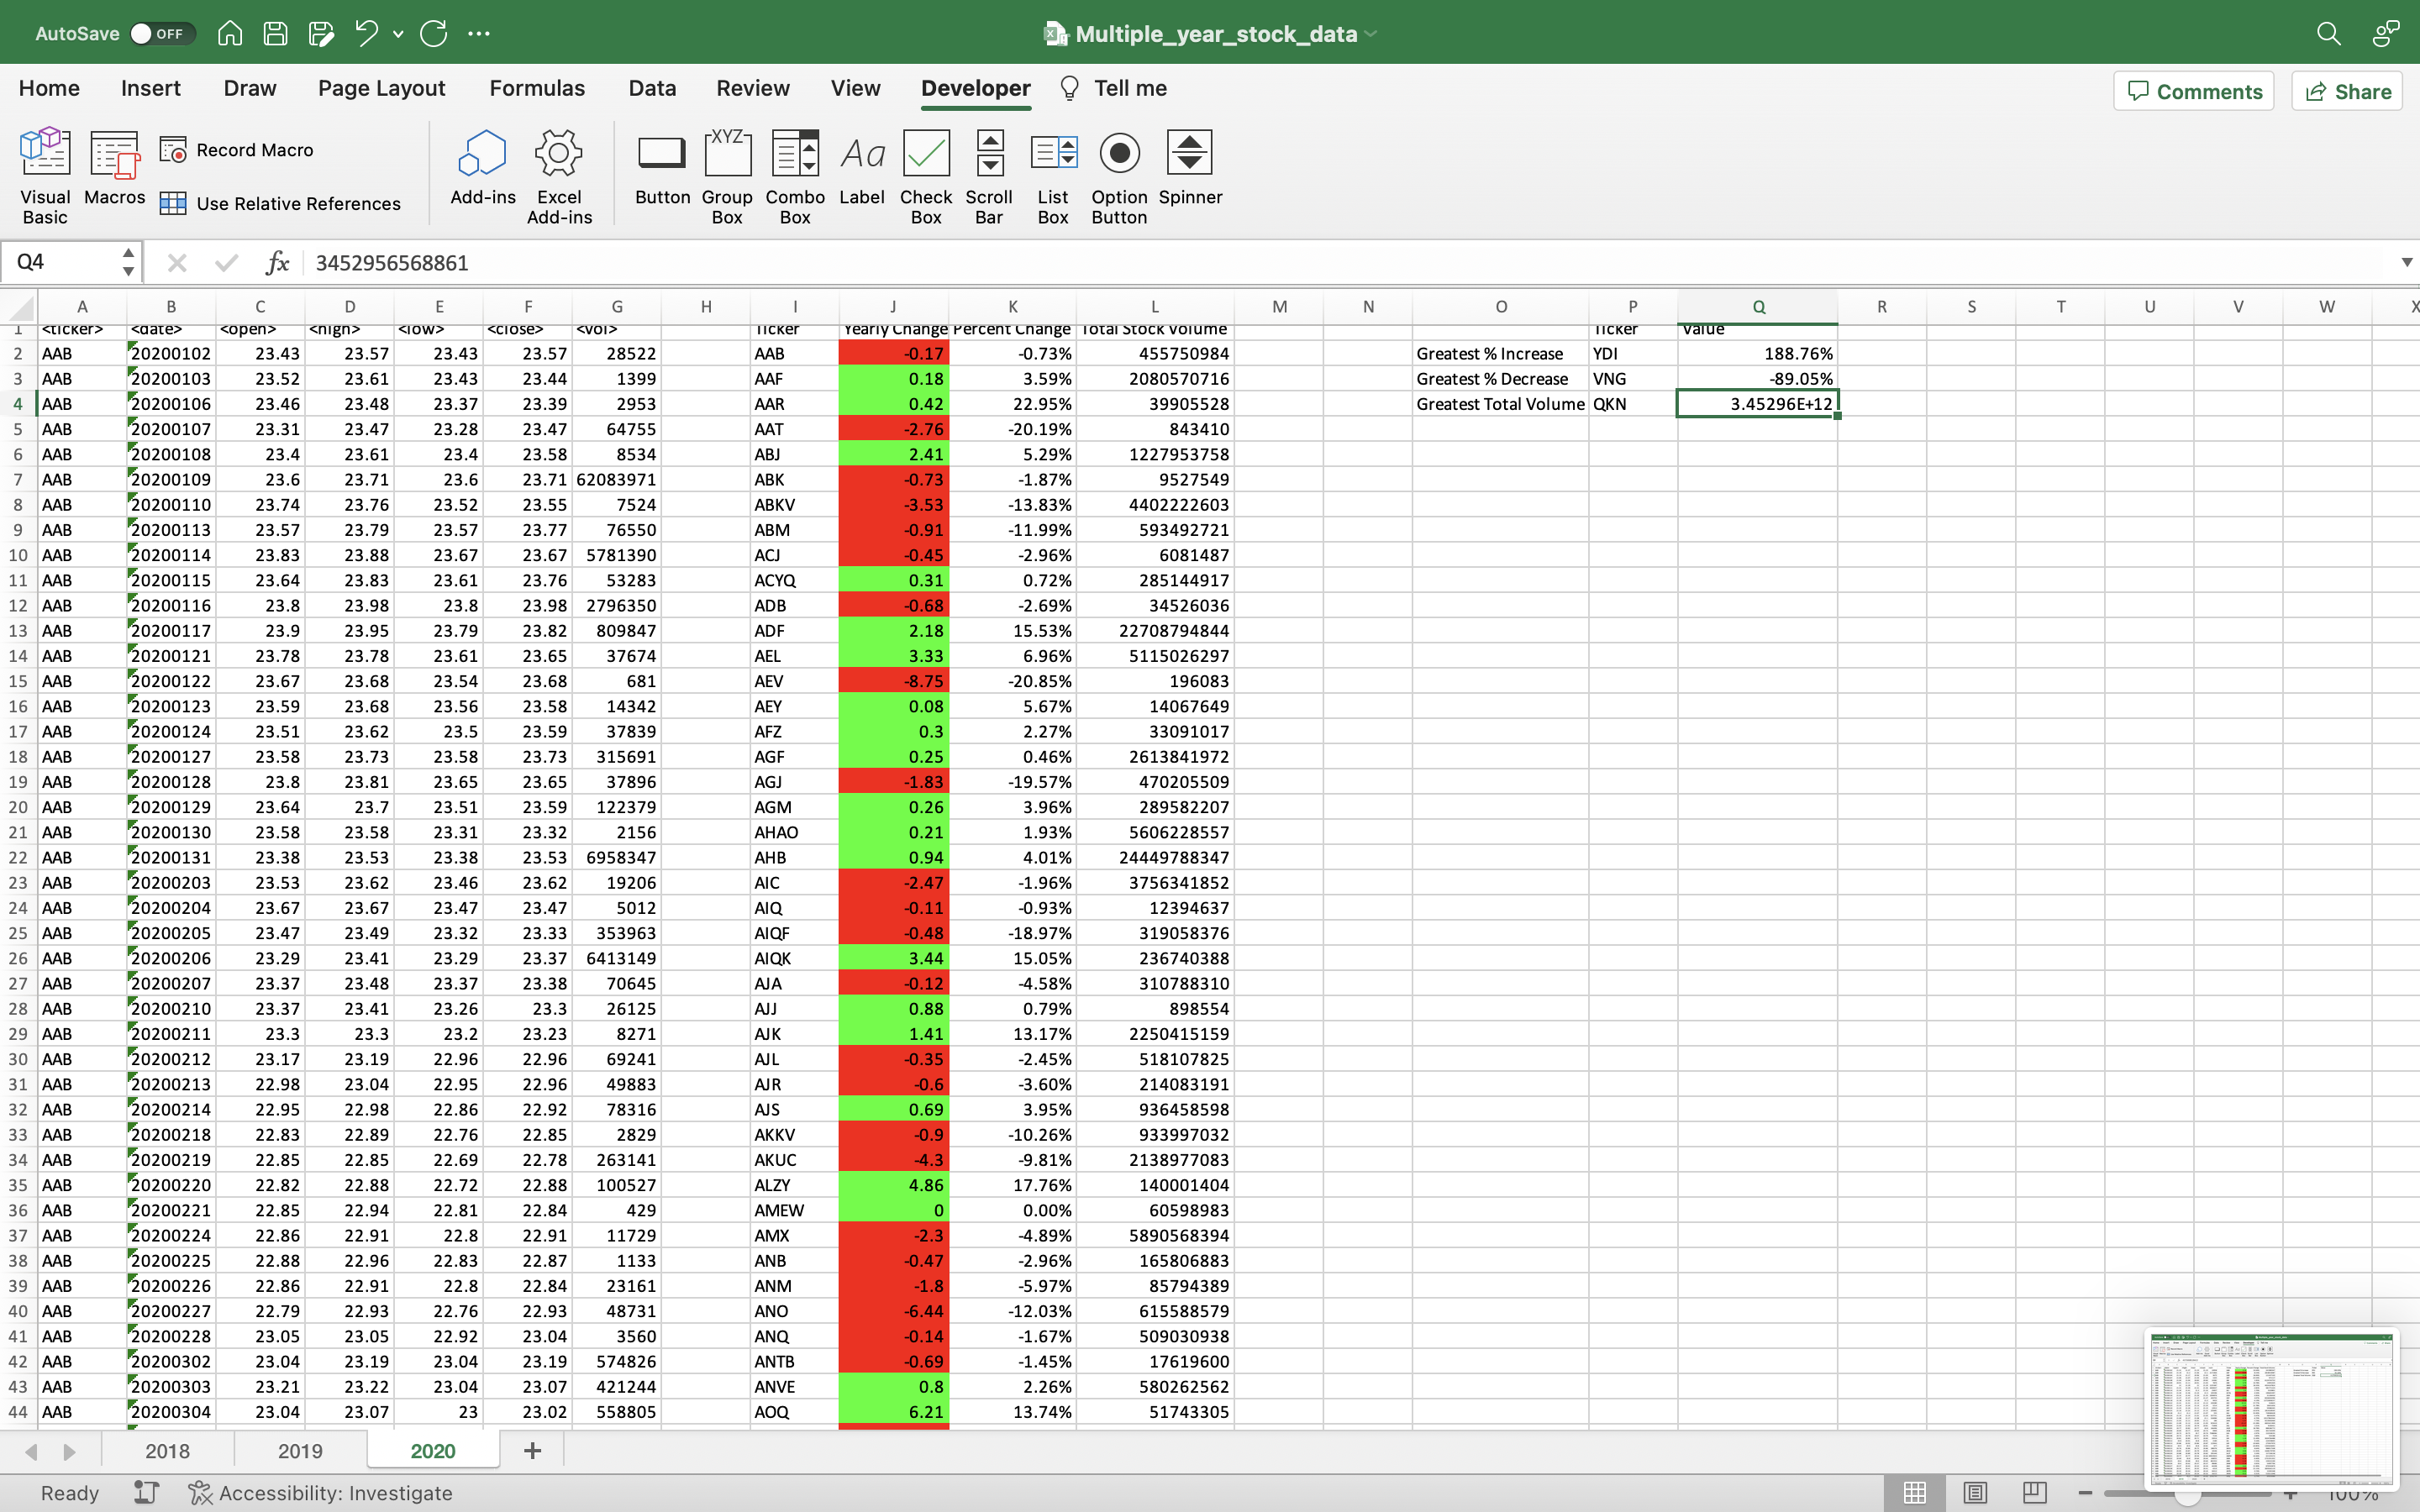 AutoSave OFF Multiple_year_stock_data
Home Insert Draw Page Layout Formulas Data Review View Developer Tell me Comments Share
Visual Basic Macros Record Macro Use Relative References Add-ins Excel Add-ins Button Group Box Combo Box Label Check Box Scroll Bar List Box Option Button Spinner
XYZ Aa
Q4 fx 3452956568861
A B C D E F G H I J K L M N O P Q R S T U V W X
1 <ticker> <date> <open> <high> <low> <close> <vol> Ticker Yearly Change Percent Change Total Stock Volume Ticker Value
2 AAB 20200102 23.43 23.57 23.43 23.57 28522 AAB -0.17 -0.73% 455750984 Greatest % Increase YDI 188.76%
3 AAB 20200103 23.52 23.61 23.43 23.44 1399 AAF 0.18 3.59% 2080570716 Greatest % Decrease VNG -89.05%
4 AAB 20200106 23.46 23.48 23.37 23.39 2953 AAR 0.42 22.95% 39905528 Greatest Total Volume QKN 3.45296E+12
5 AAB 20200107 23.31 23.47 23.28 23.47 64755 AAT -2.76 -20.19% 843410
6 AAB 20200108 23.4 23.61 23.4 23.58 8534 ABJ 2.41 5.29% 1227953758
7 AAB 20200109 23.6 23.71 23.6 23.71 62083971 ABK -0.73 -1.87% 9527549
8 AAB 20200110 23.74 23.76 23.52 23.55 7524 ABKV -3.53 -13.83% 4402222603
9 AAB 20200113 23.57 23.79 23.57 23.77 76550 ABM -0.91 -11.99% 593492721
10 AAB 20200114 23.83 23.88 23.67 23.67 5781390 ACJ -0.45 -2.96% 6081487
11 AAB 20200115 23.64 23.83 23.61 23.76 53283 ACYQ 0.31 0.72% 285144917
12 AAB 20200116 23.8 23.98 23.8 23.98 2796350 ADB -0.68 -2.69% 34526036
13 AAB 20200117 23.9 23.95 23.79 23.82 809847 ADF 2.18 15.53% 22708794844
14 AAB 20200121 23.78 23.78 23.61 23.65 37674 AEL 3.33 6.96% 5115026297
15 AAB 20200122 23.67 23.68 23.54 23.68 681 AEV -8.75 -20.85% 196083
16 AAB 20200123 23.59 23.68 23.56 23.58 14342 AEY 0.08 5.67% 14067649
17 AAB 20200124 23.51 23.62 23.5 23.59 37839 AFZ 0.3 2.27% 33091017
18 AAB 20200127 23.58 23.73 23.58 23.73 315691 AGF 0.25 0.46% 2613841972
19 AAB 20200128 23.8 23.81 23.65 23.65 37896 AGJ -1.83 -19.57% 470205509
20 AAB 20200129 23.64 23.7 23.51 23.59 122379 AGM 0.26 3.96% 289582207
21 AAB 20200130 23.58 23.58 23.31 23.32 2156 AHAO 0.21 1.93% 5606228557
22 AAB 20200131 23.38 23.53 23.38 23.53 6958347 AHB 0.94 4.01% 24449788347
23 AAB 20200203 23.53 23.62 23.46 23.62 19206 AIC -2.47 -1.96% 3756341852
24 AAB 20200204 23.67 23.67 23.47 23.47 5012 AIQ -0.11 -0.93% 12394637
25 AAB 20200205 23.47 23.49 23.32 23.33 353963 AIQF -0.48 -18.97% 319058376
26 AAB 20200206 23.29 23.41 23.29 23.37 6413149 AIQK 3.44 15.05% 236740388
27 AAB 20200207 23.37 23.48 23.37 23.38 70645 AJA -0.12 -4.58% 310788310
28 AAB 20200210 23.37 23.41 23.26 23.3 26125 AJJ 0.88 0.79% 898554
29 AAB 20200211 23.3 23.3 23.2 23.23 8271 AJK 1.41 13.17% 2250415159
30 AAB 20200212 23.17 23.19 22.96 22.96 69241 AJL -0.35 -2.45% 518107825
31 AAB 20200213 22.98 23.04 22.95 22.96 49883 AJR -0.6 -3.60% 214083191
32 AAB 20200214 22.95 22.98 22.86 22.92 78316 AJS 0.69 3.95% 936458598
33 AAB 20200218 22.83 22.89 22.76 22.85 2829 AKKV -0.9 -10.26% 933997032
34 AAB 20200219 22.85 22.85 22.69 22.78 263141 AKUC -4.3 -9.81% 2138977083
35 AAB 20200220 22.82 22.88 22.72 22.88 100527 ALZY 4.86 17.76% 140001404
36 AAB 20200221 22.85 22.94 22.81 22.84 429 AMEW 0 0.00% 60598983
37 AAB 20200224 22.86 22.91 22.8 22.91 11729 AMX -2.3 -4.89% 5890568394
38 AAB 20200225 22.88 22.96 22.83 22.87 1133 ANB -0.47 -2.96% 165806883
39 AAB 20200226 22.86 22.91 22.8 22.84 23161 ANM -1.8 -5.97% 85794389
40 AAB 20200227 22.79 22.93 22.76 22.93 48731 ANO -6.44 -12.03% 615588579
41 AAB 20200228 23.05 23.05 22.92 23.04 3560 ANQ -0.14 -1.67% 509030938
42 AAB 20200302 23.04 23.19 23.04 23.19 574826 ANTB -0.69 -1.45% 17619600
43 AAB 20200303 23.21 23.22 23.04 23.07 421244 ANVE 0.8 2.26% 580262562
44 AAB 20200304 23.04 23.07 23 23.02 558805 AOQ 6.21 13.74% 51743305
2018 2019 2020 +
Ready Accessibility: Investigate 100%